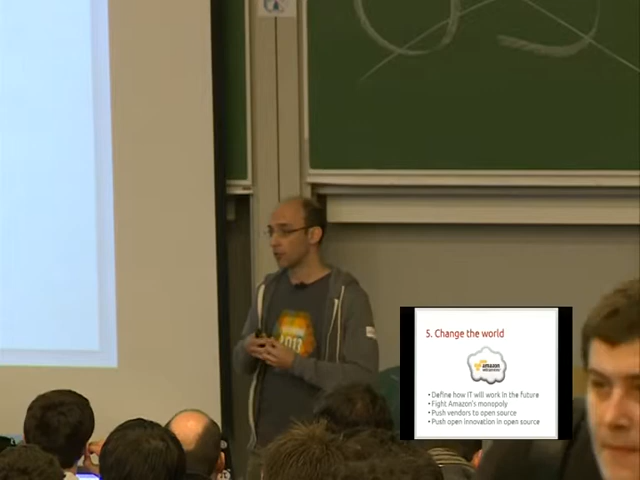 2013
5. Change the world
amazon
• Define how IT will work in the future
• Fight Amazon's monopoly
• Push vendors to open source
• Push open innovation in open source